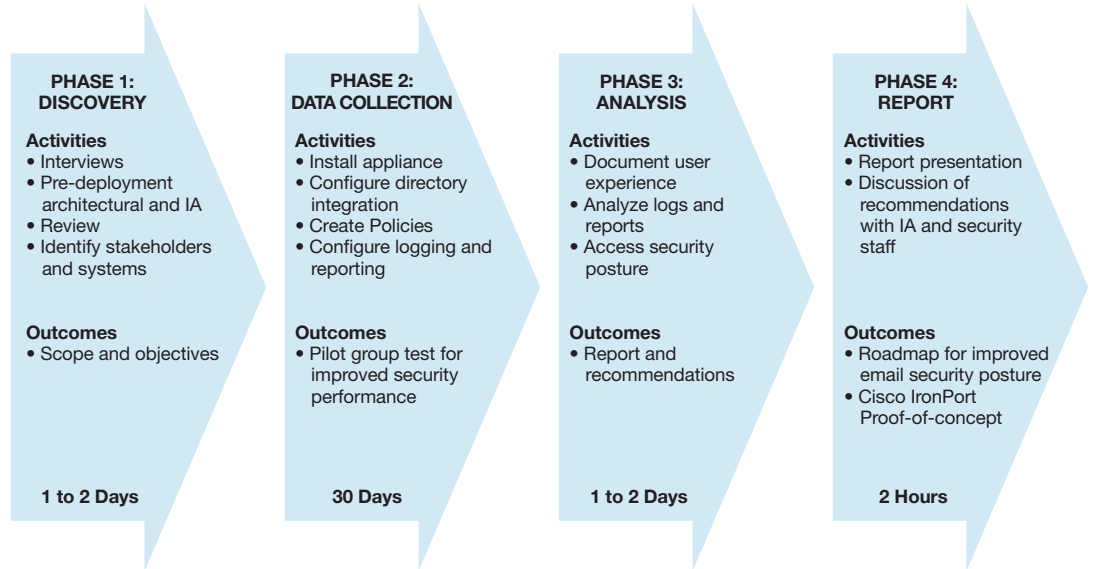 PHASE 1:
DISCOVERY
Activities
• Interviews
• Pre-deployment
architectural and IA
• Review
• Identify stakeholders
and systems
Outcomes
• Scope and objectives
1 to 2 Days
PHASE 2:
DATA COLLECTION
Activities
• Install appliance
• Configure directory
integration
• Create Policies
• Configure logging and
reporting
Outcomes
• Pilot group test for
improved security
performance
30 Days
PHASE 3:
ANALYSIS
Activities
• Document user
experience
• Analyze logs and
reports
• Access security
posture
Outcomes
• Report and
recommendations
1 to 2 Days
PHASE 4:
REPORT
Activities
• Report presentation
• Discussion of
recommendations
with IA and security
staff
Outcomes
• Roadmap for improved
email security posture
• Cisco IronPort
Proof-of-concept
2 Hours